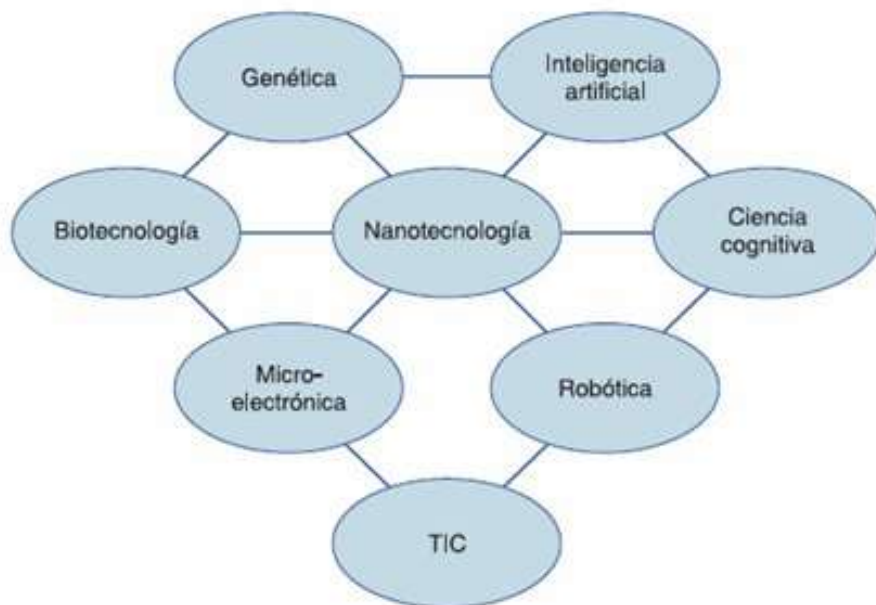 Genética
Inteligencia
artificial
Biotecnología
Nanotecnología
Ciencia
cognitiva
Micro-
electrónica
Robótica
TIC